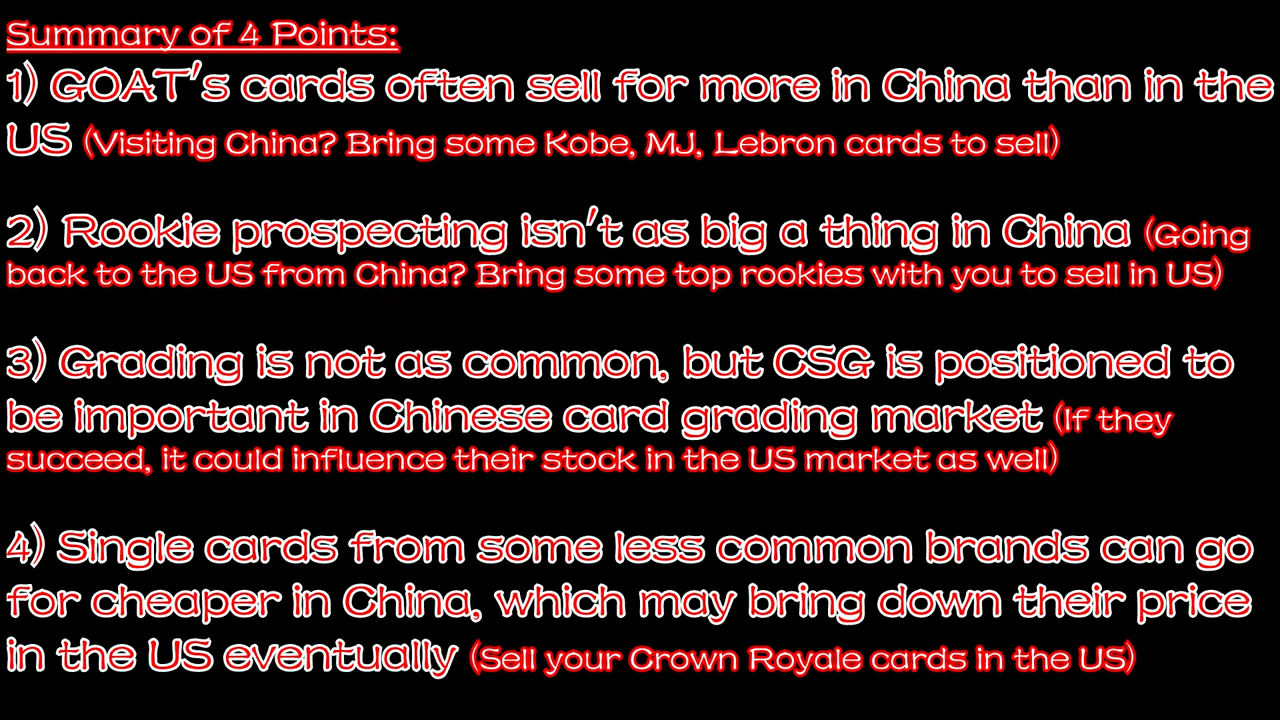 Summary of 4 Points:
1) GOAT's cards often sell for more in China than in the
US (Visiting China? Bring some Kobe, MJ, Lebron cards to sell)
2) Rookie prospecting isn't as big a thing in China (Going
back to the US from China? Bring some top rookies with you to sell in US)
3) Grading is not as common, but CSG is positioned to
be important in Chinese card grading market (If they
succeed, it could influence their stock in the US market as well)
4) Single cards from some less common brands can go
for cheaper in China, which may bring down their price
in the US eventually (Sell your Crown Royale cards in the US)